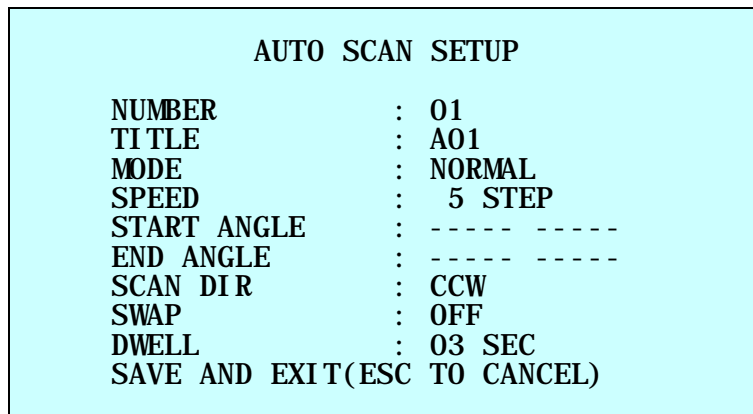 AUTO SCAN SETUP
NUMBER : 01
TITLE : A01
MODE : NORMAL
SPEED : 5 STEP
START ANGLE : ----- -----
END ANGLE : ----- -----
SCAN DIR : CCW
SWAP : OFF
DWELL : 03 SEC
SAVE AND EXIT(ESC TO CANCEL)